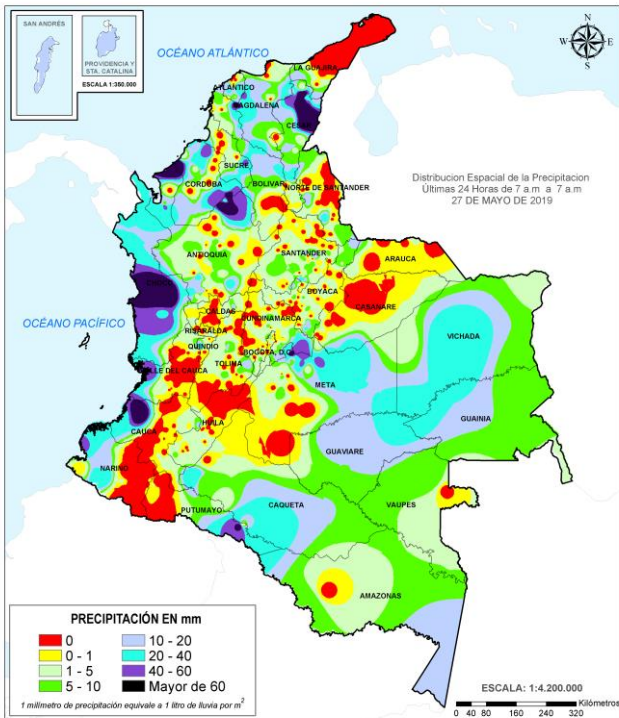 SAN ANDRÉS
PROVIDENCIA Y
STA. CATALINA
ESCALA 1:350.000
OCÉANO ATLÁNTICO
N
W E
S
LA GUAJIRA
ATLANTICO
MAGDALENA
CESAR
SUCRE
CORDOBA
BOLIVAR
NORTE DE SANTANDER
Distribucion Espacial de la Precipitacion
Últimas 24 Horas de 7 a.m a 7 a.m
27 DE MAYO DE 2019
ANTIOQUIA
SANTANDER
ARAUCA
CHOCO
BOYACA
CASANARE
OCÉANO PACÍFICO
CALDAS
CUNDINAMARCA
RISARALDA
VICHADA
QUINDIO
BOGOTA, D.C.
TOLIMA
VALLE DEL CAUCA
META
GUAINIA
CAUCA
HUILA
GUAVIARE
NARIÑO
PUTUMAYO
CAQUETA
VAUPES
AMAZONAS
PRECIPITACIÓN EN mm
0 10 - 20
0 - 1 20 - 40
1 - 5 40 - 60
5 - 10 Mayor de 60
1 milimetro de precipitación equivale a 1 litro de lluvia por m²
ESCALA: 1:4.200.000
Kilómetros
0 40 80 160 240 320